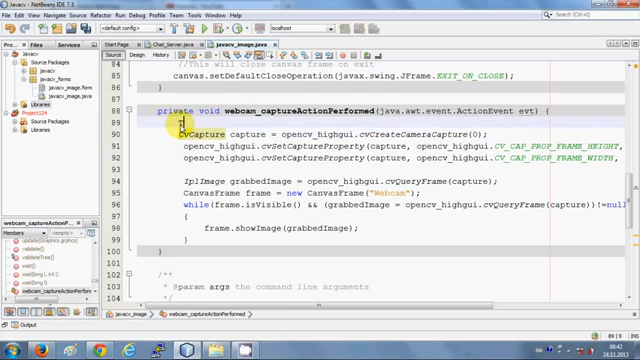 Javacv - NetBeans IDE 7.3
File Edit View Navigate Source Refactor Run Debug Profile Team Tools Window Help
<default config>
localhost
Projects
Start Page
Chat_Server.java
javacv_image.java
Source
Design
History
Javacv
Source Packages
javacv
javacv_forms
javacv_image.form
javacv_image.java
Libraries
Project124
Source Packages
Libraries
84 //This will close canvas frame on exit
85 canvas.setDefaultCloseOperation(javax.swing.JFrame.EXIT_ON_CLOSE);
86 }
87
88 private void webcam_captureActionPerformed(java.awt.event.ActionEvent evt) {
89
90 CvCapture capture = opencv_highgui.cvCreateCameraCapture(0);
91 opencv_highgui.cvSetCaptureProperty(capture, opencv_highgui.CV_CAP_PROP_FRAME_HEIGHT,
92 opencv_highgui.cvSetCaptureProperty(capture, opencv_highgui.CV_CAP_PROP_FRAME_WIDTH,
93
94 IplImage grabbedImage = opencv_highgui.cvQueryFrame(capture);
95 CanvasFrame frame = new CanvasFrame("Webcam");
96 while(frame.isVisible() && (grabbedImage = opencv_highgui.cvQueryFrame(capture))!=null
97 {
98 frame.showImage(grabbedImage);
99 }
100 }
101
102 /**
103 * @param args the command line arguments
104 */
webcam_captureActionP...
Members
update(Graphics graphics)
validate()
validateTree()
wait()
wait(long l, int i)
wait(long l)
javacv_image
webcam_captureActionPerformed
Output
89 | 9
INS
00:42
24.11.2013